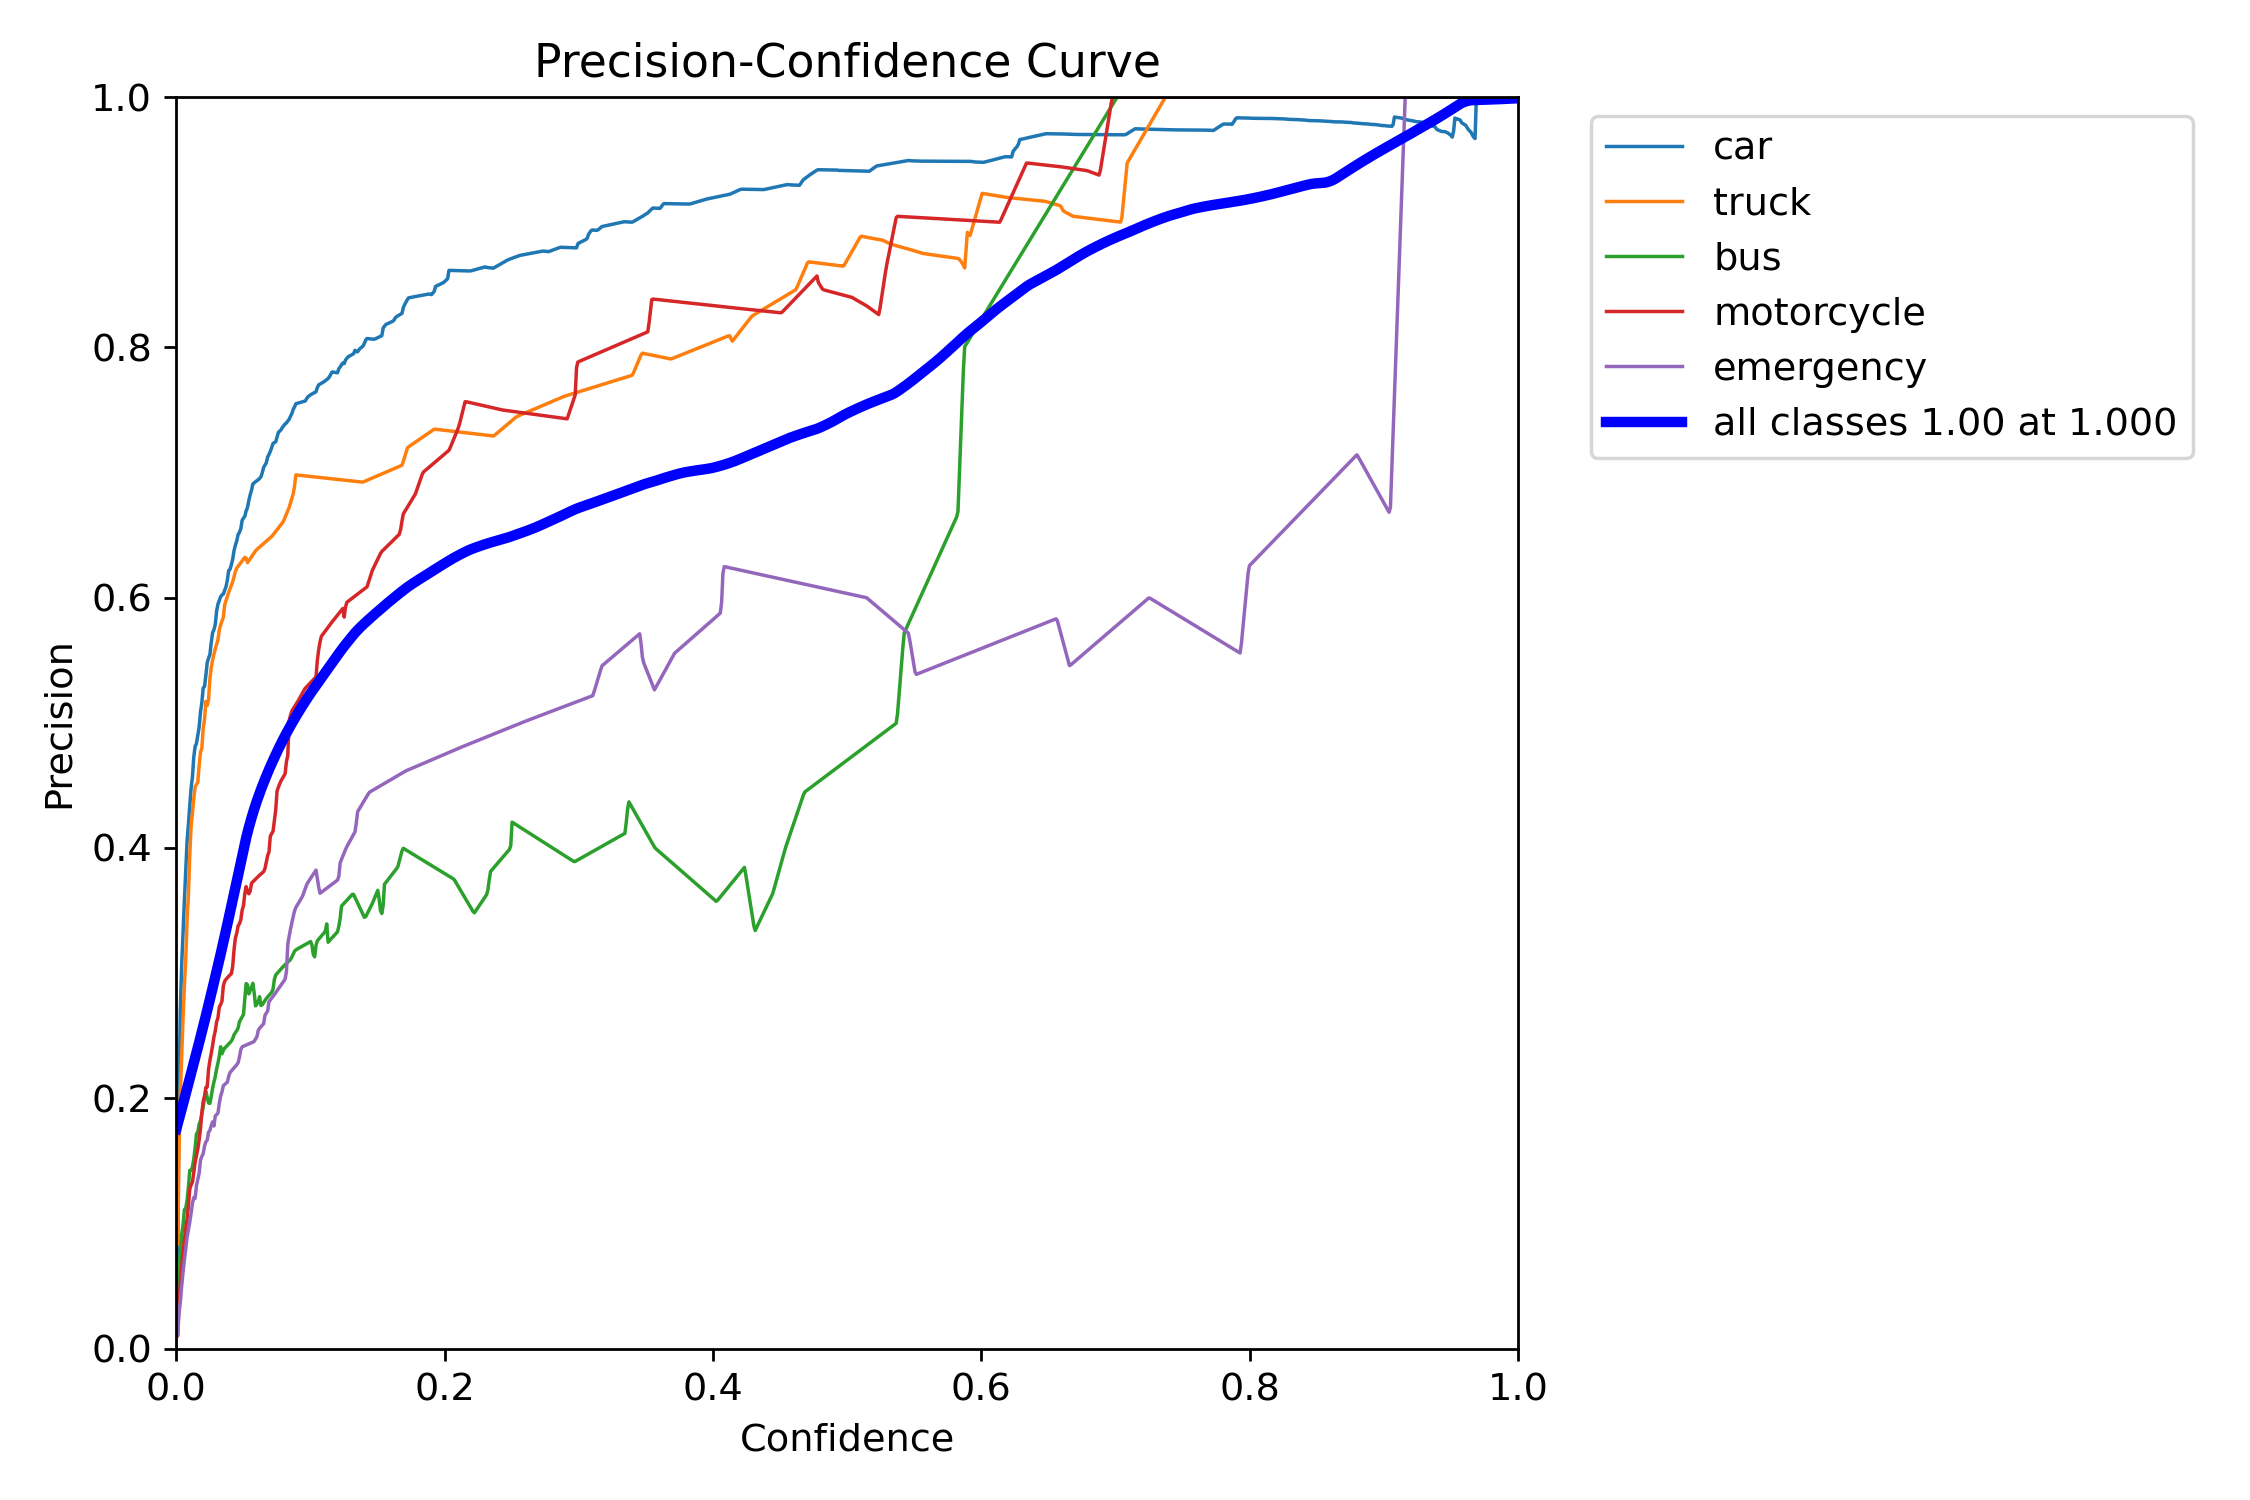 Precision-Confidence Curve
1.0
0.8
0.6
0.4
0.2
0.0
Precision
0.0 0.2 0.4 0.6 0.8 1.0
Confidence
car
truck
bus
motorcycle
emergency
all classes 1.00 at 1.000